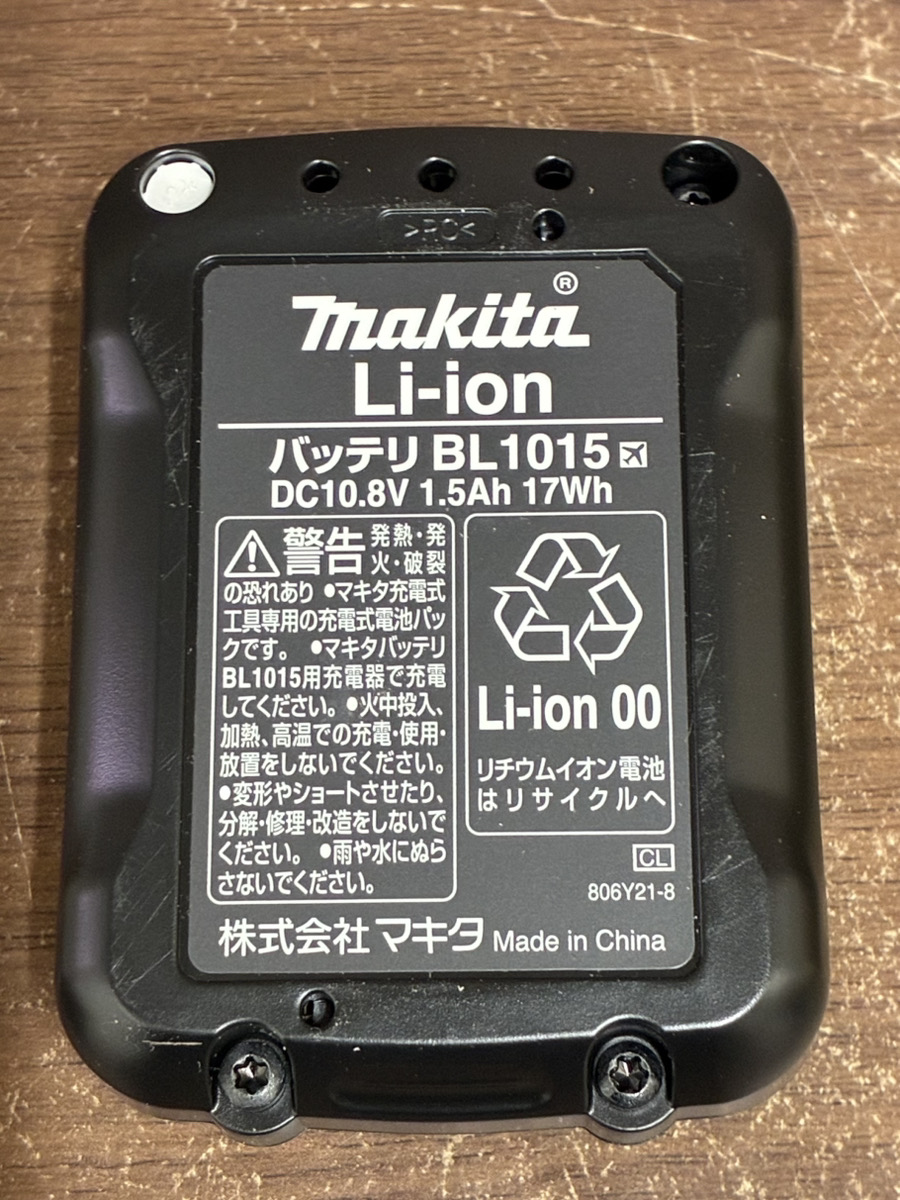 >PC<
makita®
Li-ion
バッテリ BL1015
DC10.8V 1.5Ah 17Wh
警告 発熱・発
火・破裂
の恐れあり ●マキタ充電式
工具専用の充電式電池パッ
クです。 ●マキタバッテリ
BL1015用充電器で充電
してください。●火中投入、
加熱、高温での充電・使用・
放置をしないでください。
●変形やショートさせたり、
分解・修理・改造をしないで
ください。 ●雨や水にぬら
さないでください。
Li-ion 00
リチウムイオン電池
はリサイクルへ
CL
806Y21-8
株式会社 マキタ Made in China